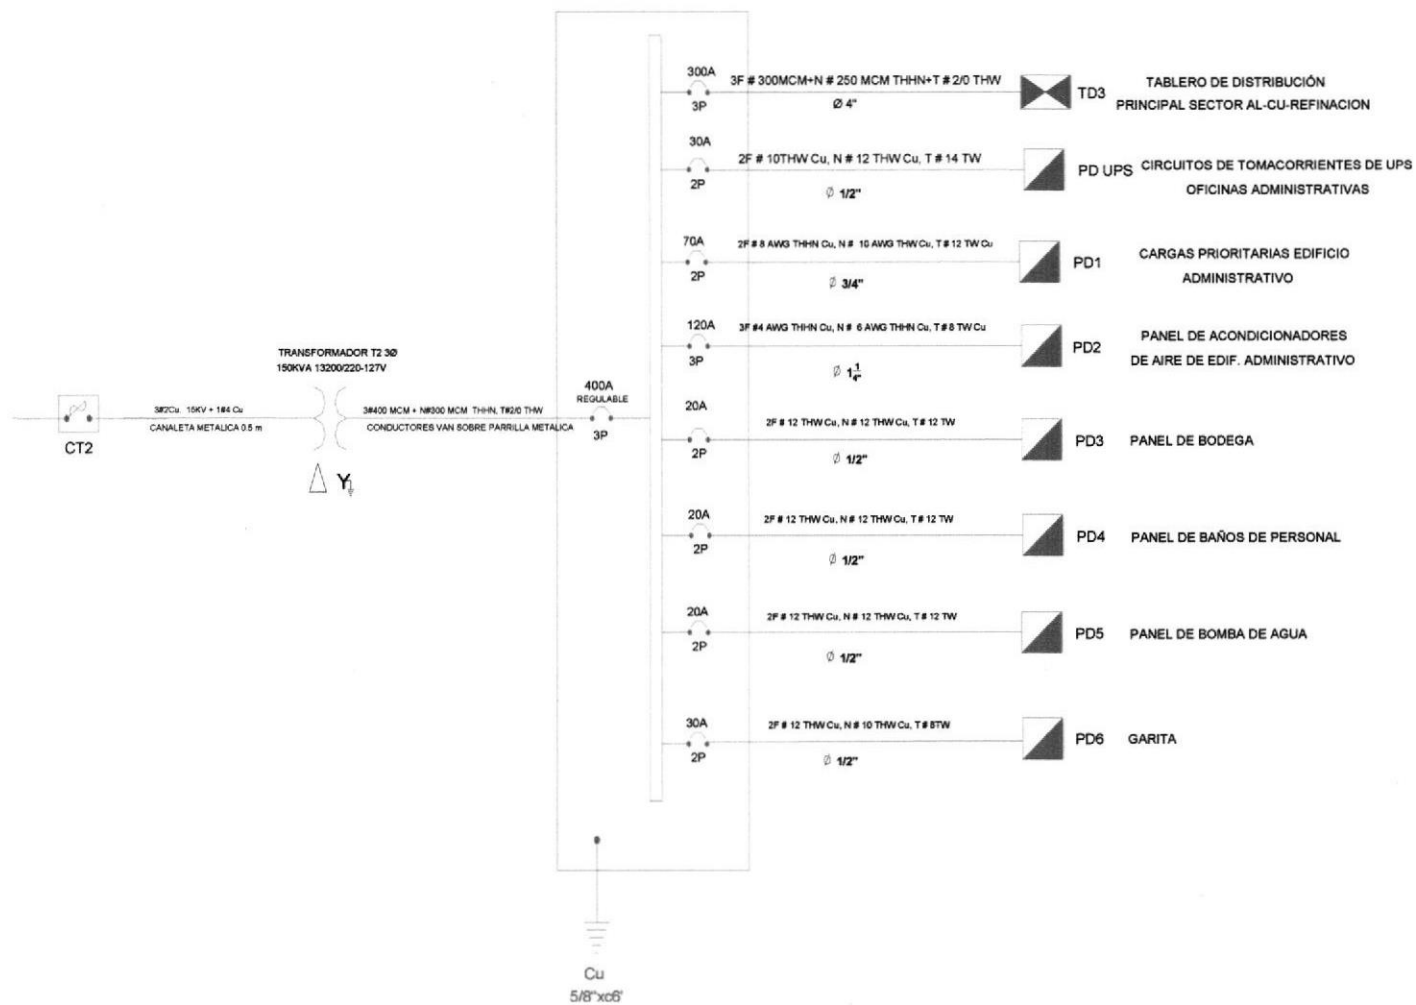 300A
3P
3F # 300MCM+N # 250 MCM THHN+T # 2/0 THW
Ø 4"
TD3
TABLERO DE DISTRIBUCIÓN
PRINCIPAL SECTOR AL-CU-REFINACION
30A
2P
2F # 10THW Cu, N # 12 THW Cu, T # 14 TW
Ø 1/2"
PD UPS
CIRCUITOS DE TOMACORRIENTES DE UPS
OFICINAS ADMINISTRATIVAS
70A
2P
2F # 8 AWG THHN Cu, N # 10 AWG THW Cu, T # 12 TW Cu
Ø 3/4"
PD1
CARGAS PRIORITARIAS EDIFICIO
ADMINISTRATIVO
120A
3P
3F #4 AWG THHN Cu, N # 6 AWG THHN Cu, T # 8 TW Cu
Ø 1 1/4"
PD2
PANEL DE ACONDICIONADORES
DE AIRE DE EDIF. ADMINISTRATIVO
TRANSFORMADOR T2 3Ø
150KVA 13200/220-127V
CT2
3#2Cu. 15KV + 1#4 Cu
CANALETA METALICA 0.5 m
3#400 MCM + N#300 MCM THHN, T#2/0 THW
CONDUCTORES VAN SOBRE PARRILLA METALICA
400A
REGULABLE
3P
Y
20A
2P
2F # 12 THW Cu, N # 12 THW Cu, T # 12 TW
Ø 1/2"
PD3
PANEL DE BODEGA
20A
2P
2F # 12 THW Cu, N # 12 THW Cu, T # 12 TW
Ø 1/2"
PD4
PANEL DE BAÑOS DE PERSONAL
20A
2P
2F # 12 THW Cu, N # 12 THW Cu, T # 12 TW
Ø 1/2"
PD5
PANEL DE BOMBA DE AGUA
30A
2P
2F # 12 THW Cu, N # 10 THW Cu, T # 8TW
Ø 1/2"
PD6
GARITA
Cu
5/8"xc6'